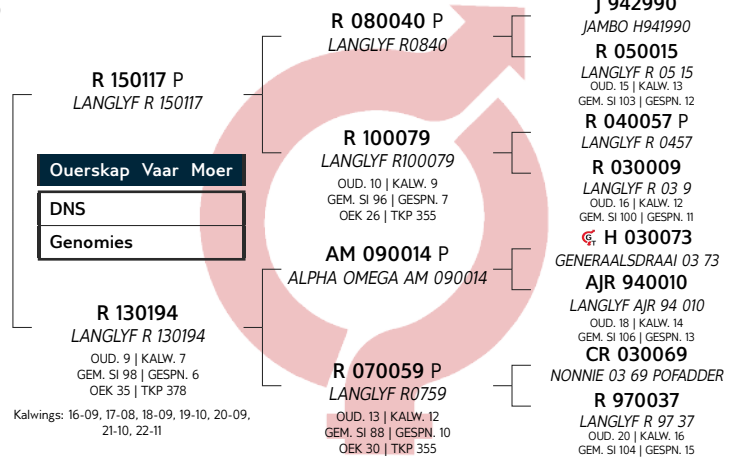 R 150117 P
LANGLYF R 150117
Ouerskap Vaar Moer
DNS
Genomies
R 130194
LANGLYF R 130194
OUD. 9 | KALW. 7
GEM. SI 98 | GESPN. 6
OEK 35 | TKP 378
Kalwings: 16-09, 17-08, 18-09, 19-10, 20-09,
21-10, 22-11
R 080040 P
LANGLYF R0840
R 100079
LANGLYF R100079
OUD. 10 | KALW. 9
GEM. SI 96 | GESPN. 7
OEK 26 | TKP 355
AM 090014 P
ALPHA OMEGA AM 090014
R 070059 P
LANGLYF R0759
OUD. 13 | KALW. 12
GEM. SI 88 | GESPN. 10
OEK 30 | TKP 355
J 942990
JAMBO H941990
R 050015
LANGLYF R 05 15
OUD. 15 | KALW. 13
GEM. SI 103 | GESPN. 12
R 040057 P
LANGLYF R 0457
R 030009
LANGLYF R 03 9
OUD. 16 | KALW. 12
GEM. SI 100 | GESPN. 11
H 030073
GENERAALSDRAAI 03 73
AJR 940010
LANGLYF AJR 94 010
OUD. 18 | KALW. 14
GEM. SI 106 | GESPN. 13
CR 030069
NONNIE 03 69 POFADDER
R 970037
LANGLYF R 97 37
OUD. 20 | KALW. 16
GEM. SI 104 | GESPN. 15